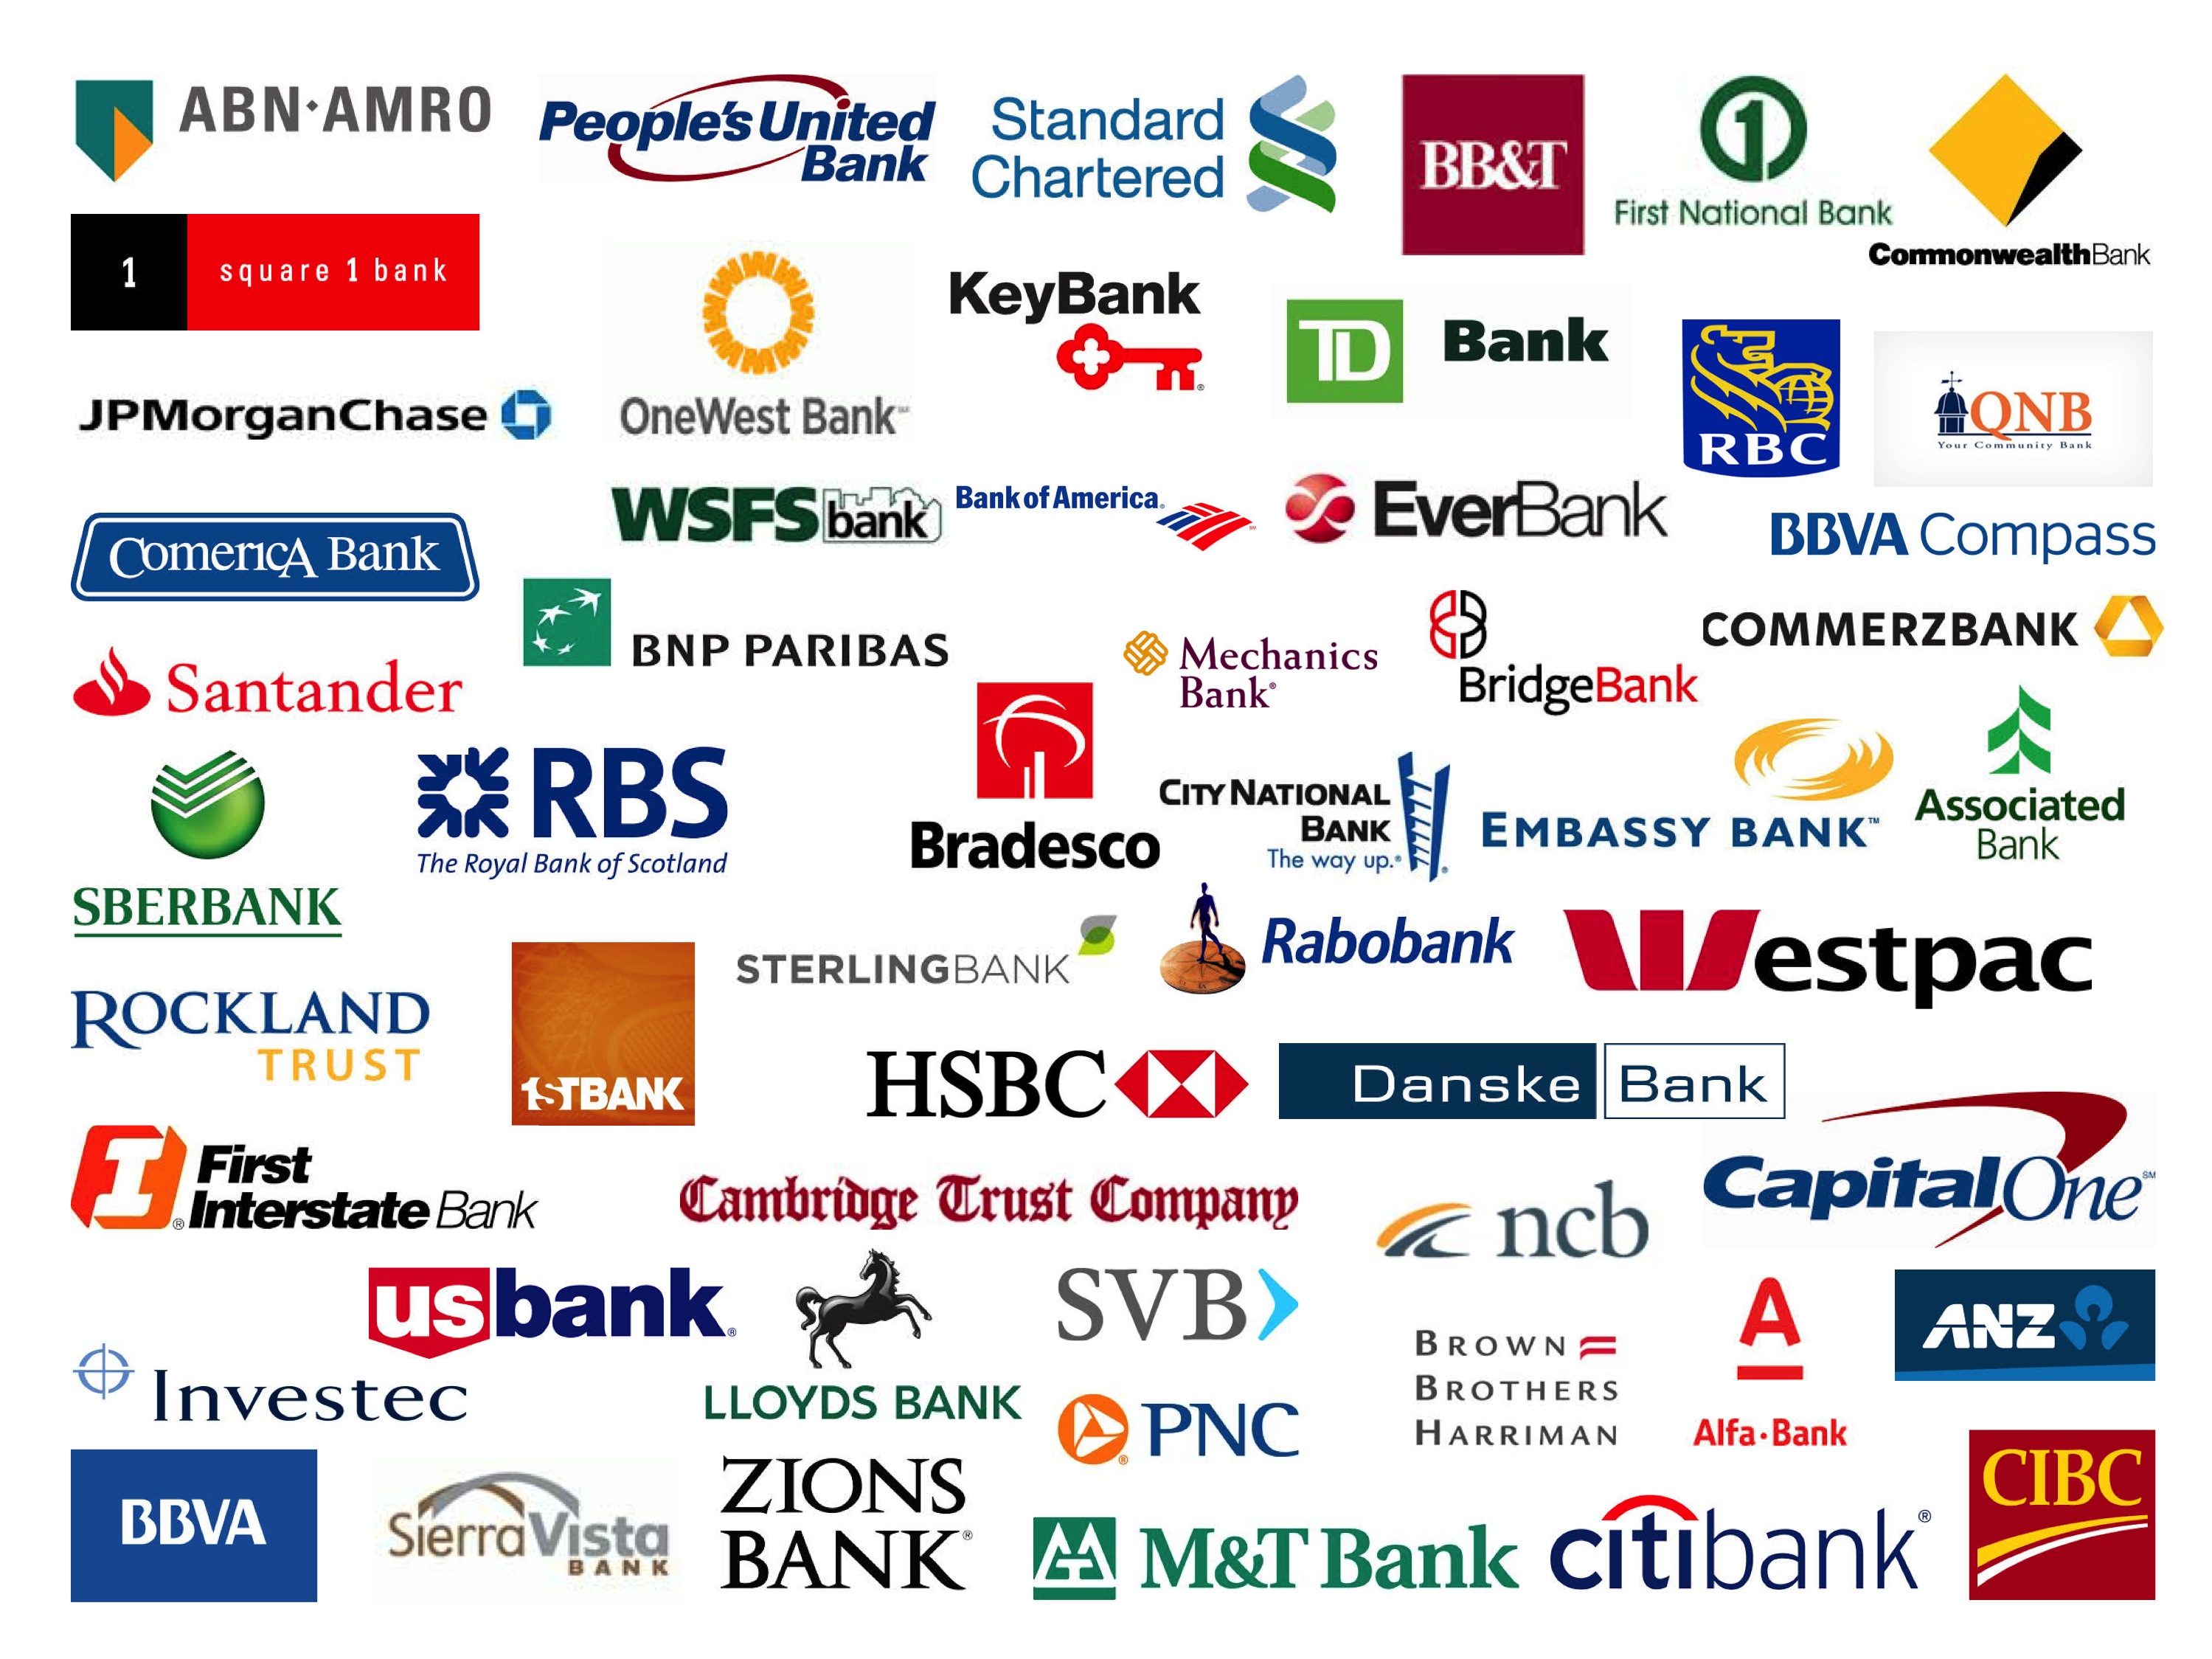 ABN·AMRO
People's United
Bank
Standard
Chartered
BB&T
1
First National Bank
CommonwealthBank
1 square 1 bank
OneWest Bank
KeyBank
TD Bank
RBC
QNB
Your Community Bank
JPMorganChase
WSFS bank
Bank of America
EverBank
BBVA Compass
Comerica Bank
BNP PARIBAS
Mechanics
Bank®
BridgeBank
COMMERZBANK
Santander
RBS
The Royal Bank of Scotland
Bradesco
CITY NATIONAL
BANK
The way up.®
EMBASSY BANK™
Associated
Bank
SBERBANK
STERLINGBANK
Rabobank
Westpac
ROCKLAND
TRUST
1STBANK
HSBC
Danske Bank
First
Interstate Bank
Cambridge Trust Company
ncb
CapitalOne℠
usbank®
SVB
LLOYDS BANK
Investec
PNC
BROWN
BROTHERS
HARRIMAN
A
Alfa·Bank
ANZ
BBVA
SierraVista
BANK
ZIONS
BANK®
M&T Bank
citibank®
CIBC